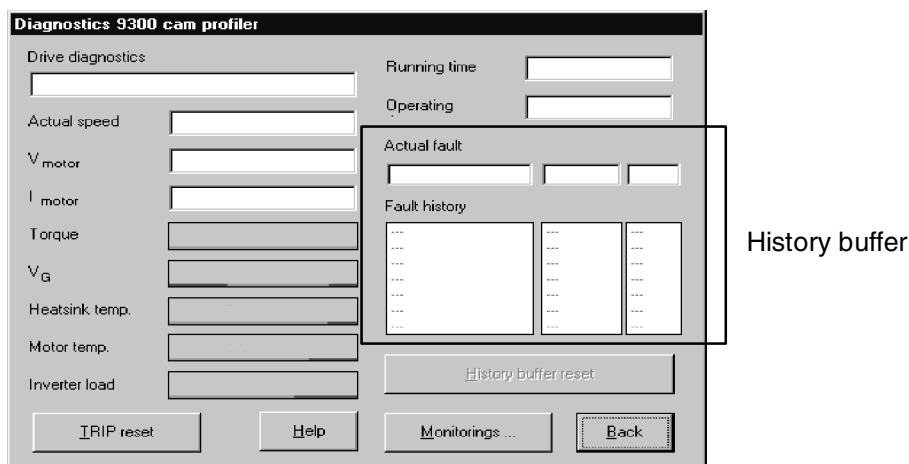 Diagnostics 9300 cam profiler
Drive diagnostics
Actual speed
V motor
I motor
Torque
V G
Heatsink temp.
Motor temp.
Inverter load
Running time
Operating
Actual fault
Fault history
--- --- ---
--- --- ---
--- --- ---
--- --- ---
--- --- ---
--- --- ---
--- --- ---
History buffer
History buffer reset
TRIP reset
Help
Monitorings ...
Back